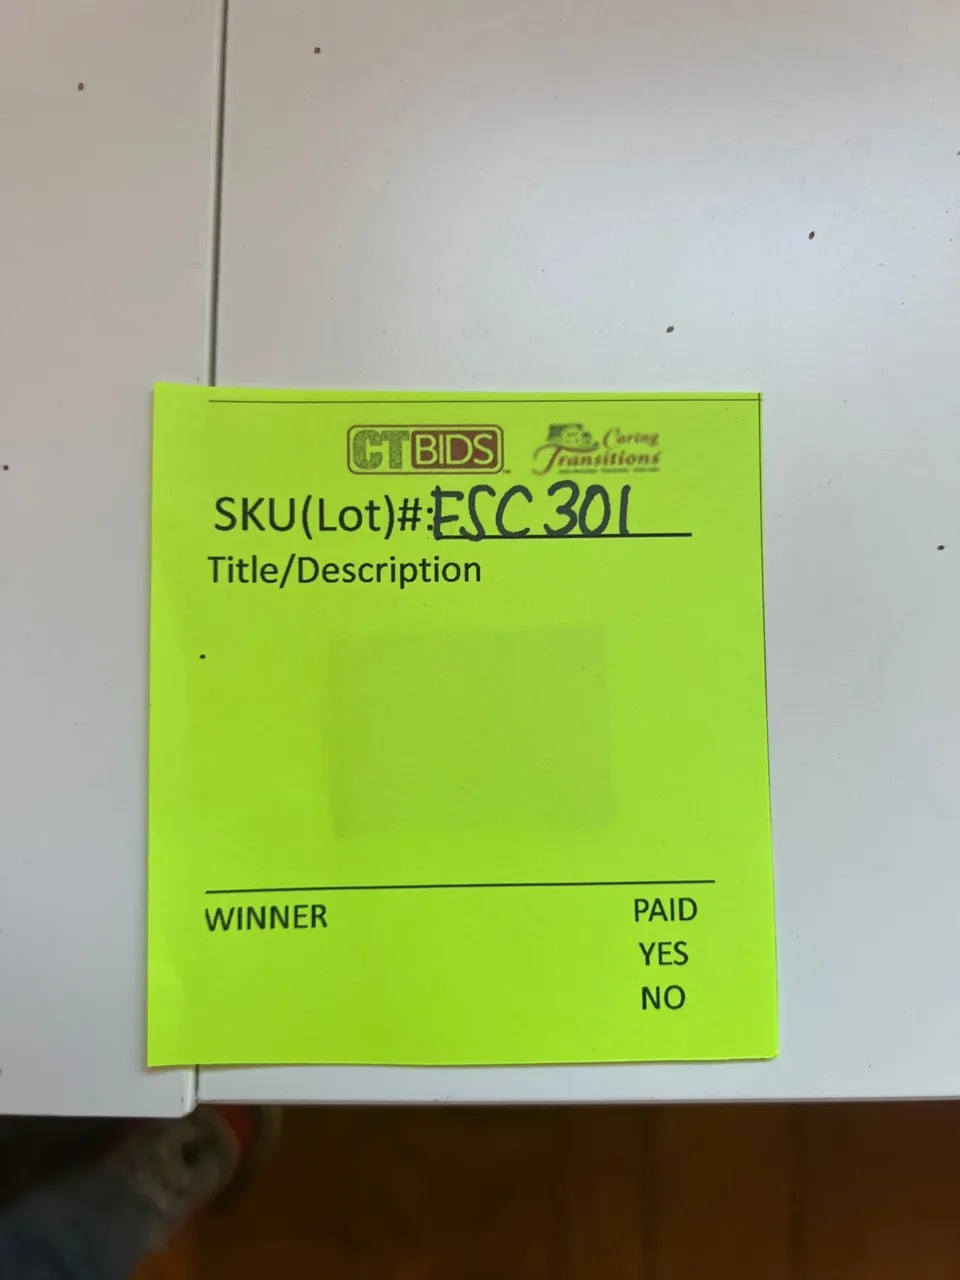 CTBIDS
Caring
Transitions
SKU(Lot)#:ESC301
Title/Description
WINNER
PAID
YES
NO